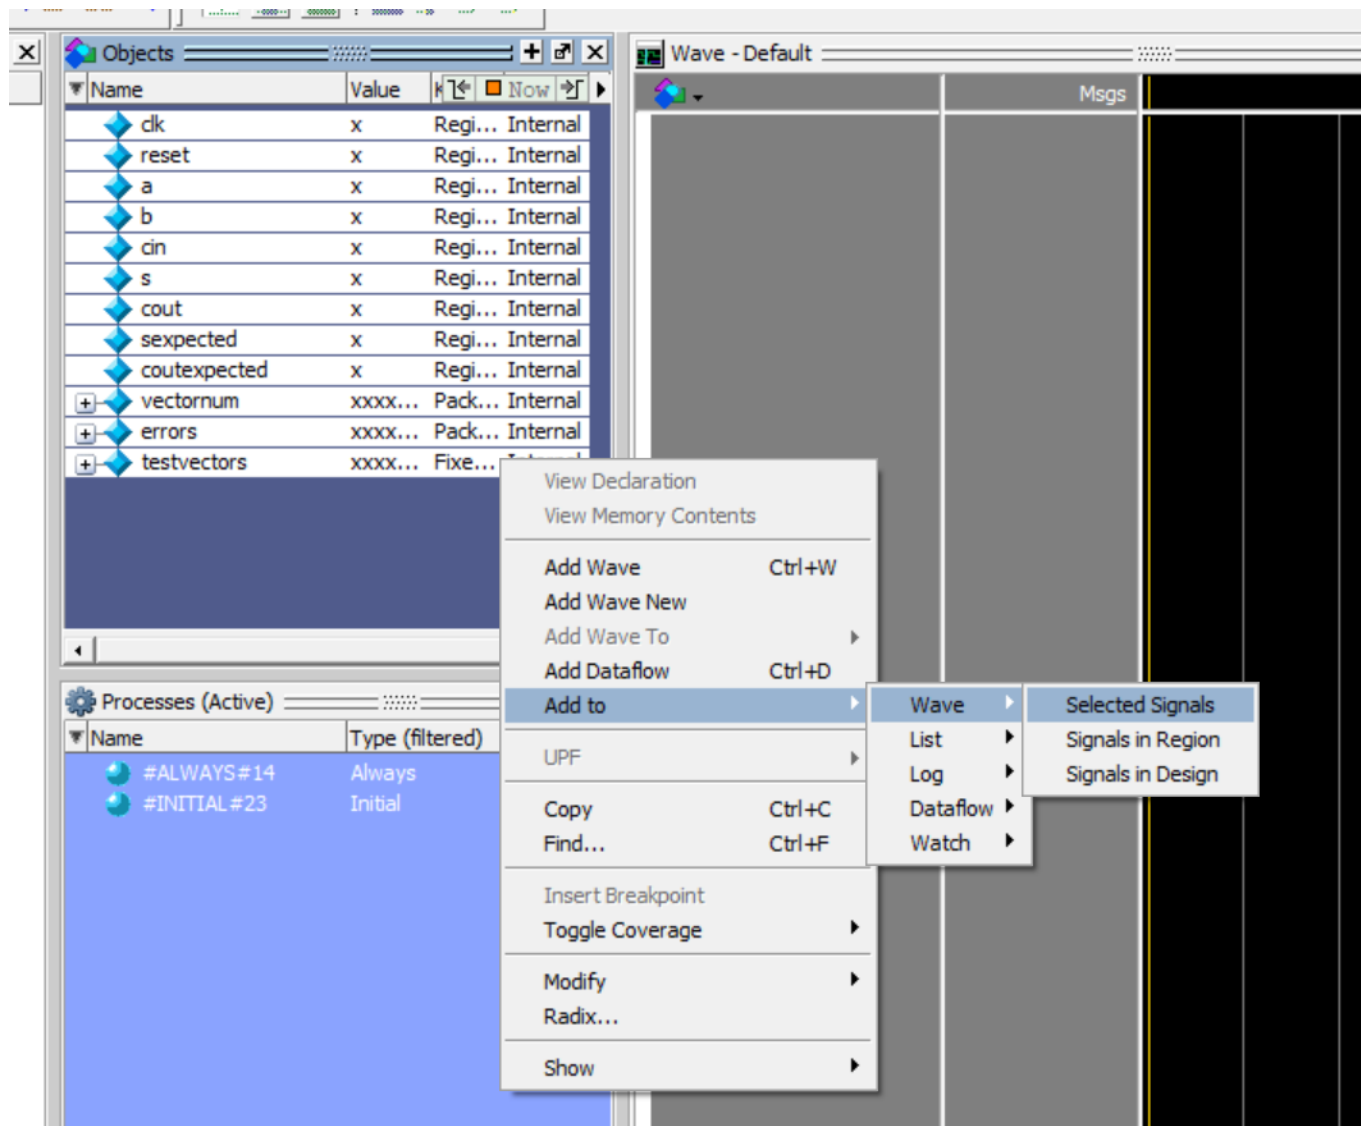 Objects
Name Value K Now
clk x Regi... Internal
reset x Regi... Internal
a x Regi... Internal
b x Regi... Internal
cin x Regi... Internal
s x Regi... Internal
cout x Regi... Internal
sexpected x Regi... Internal
coutexpected x Regi... Internal
vectornum xxxx... Pack... Internal
errors xxxx... Pack... Internal
testvectors xxxx... Fixe...
Processes (Active)
Name Type (filtered)
#ALWAYS#14 Always
#INITIAL#23 Initial
Wave - Default
Msgs
View Declaration
View Memory Contents
Add Wave Ctrl+W
Add Wave New
Add Wave To
Add Dataflow Ctrl+D
Add to
UPF
Copy Ctrl+C
Find... Ctrl+F
Insert Breakpoint
Toggle Coverage
Modify
Radix...
Show
Wave
List
Log
Dataflow
Watch
Selected Signals
Signals in Region
Signals in Design